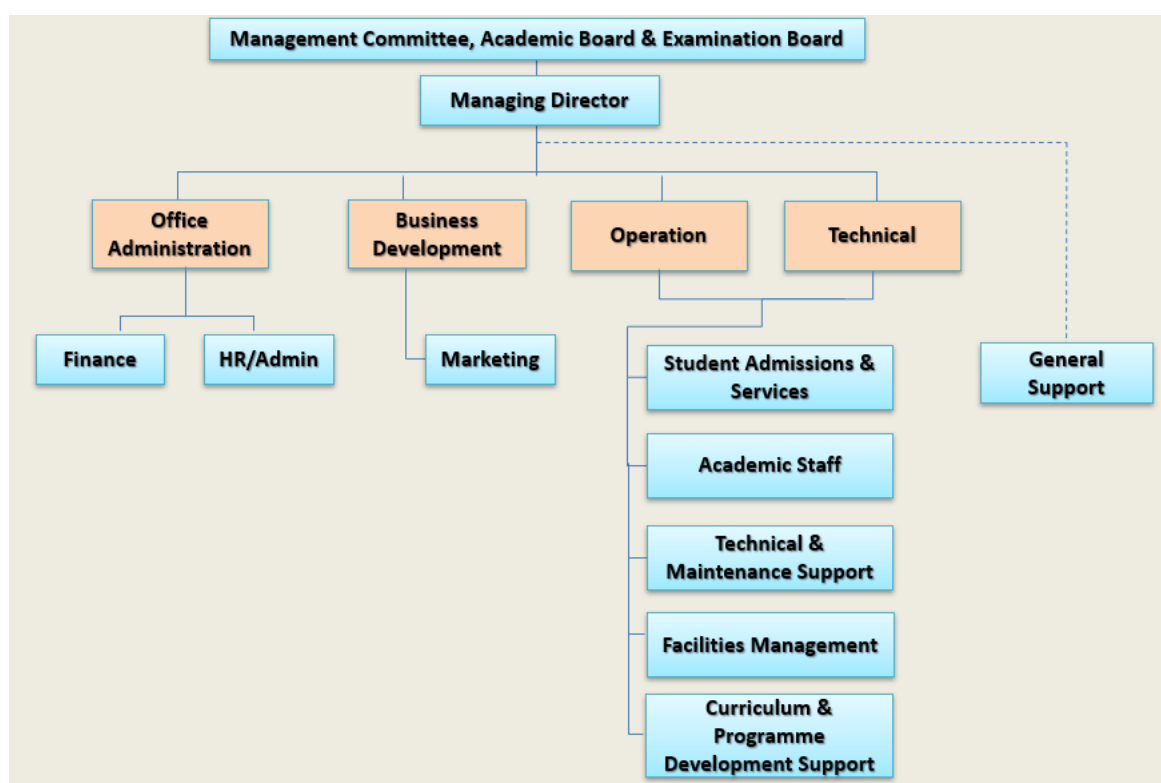 Management Committee, Academic Board & Examination Board
Managing Director
Office
Administration
Business
Development
Operation
Technical
Finance
HR/Admin
Marketing
Student Admissions &
Services
General
Support
Academic Staff
Technical &
Maintenance Support
Facilities Management
Curriculum &
Programme
Development Support